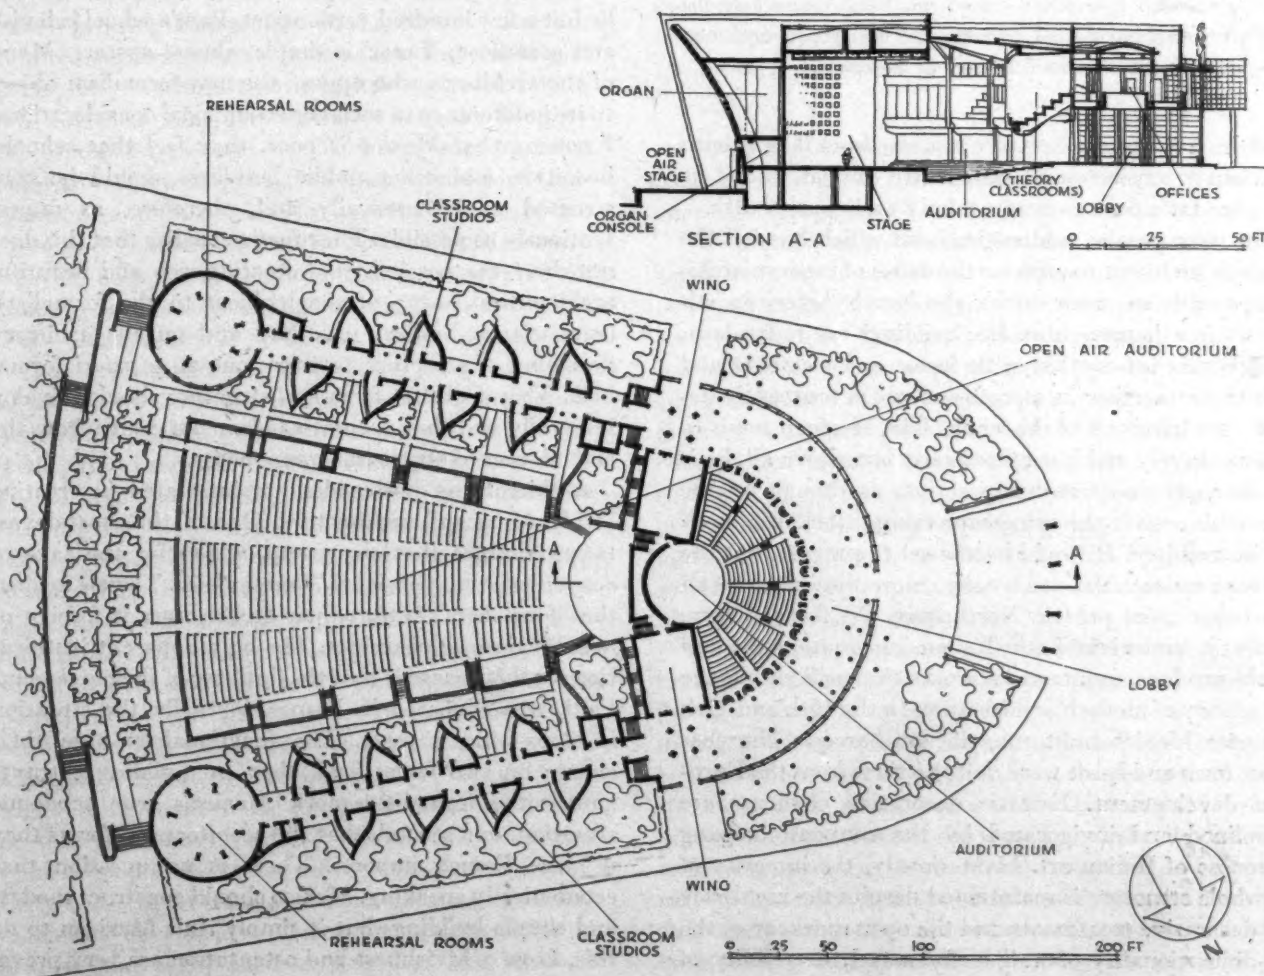 REHEARSAL ROOMS
CLASSROOM
STUDIOS
ORGAN
OPEN
AIR
STAGE
ORGAN
CONSOLE
STAGE
AUDITORIUM
(THEORY
CLASSROOMS)
LOBBY
OFFICES
SECTION A-A
0 25 50 FT
WING
OPEN AIR AUDITORIUM
A
A
LOBBY
AUDITORIUM
WING
REHEARSAL ROOMS
CLASSROOM
STUDIOS
0 25 50 100 200 FT
N